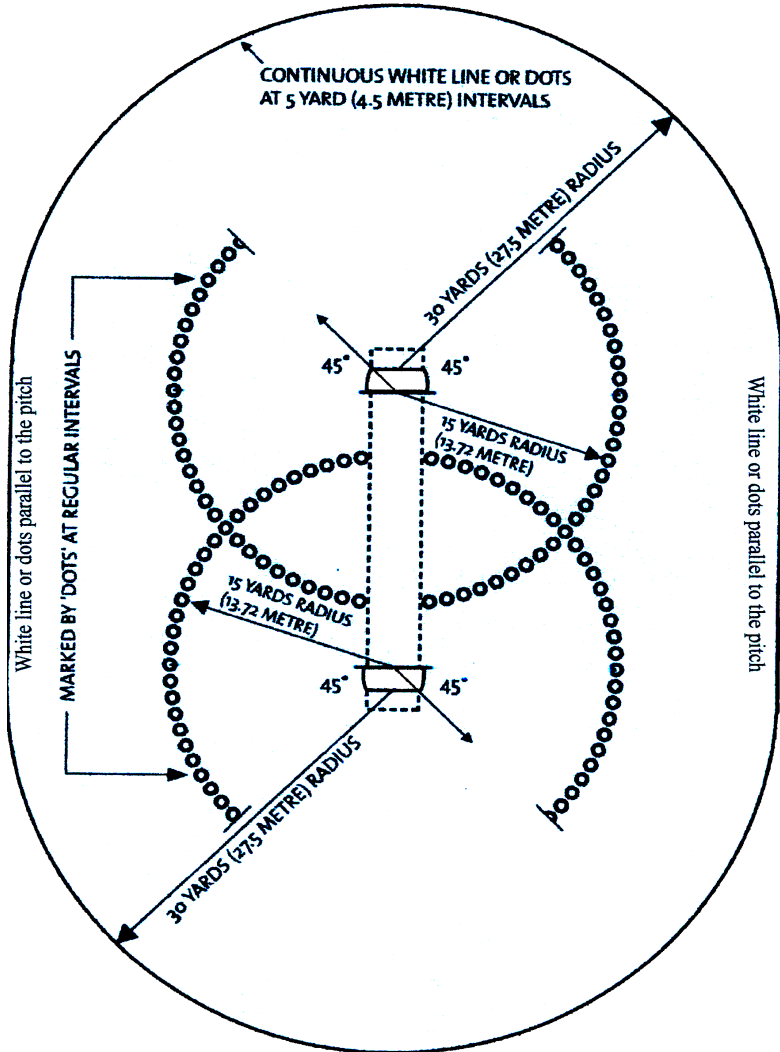 CONTINUOUS WHITE LINE OR DOTS
AT 5 YARD (4.5 METRE) INTERVALS
30 YARDS (27.5 METRE) RADIUS
45°
45°
15 YARDS RADIUS
(13.72 METRE)
White line or dots parallel to the pitch
MARKED BY 'DOTS' AT REGULAR INTERVALS
White line or dots parallel to the pitch
15 YARDS RADIUS
(13.72 METRE)
45°
45°
30 YARDS (27.5 METRE) RADIUS